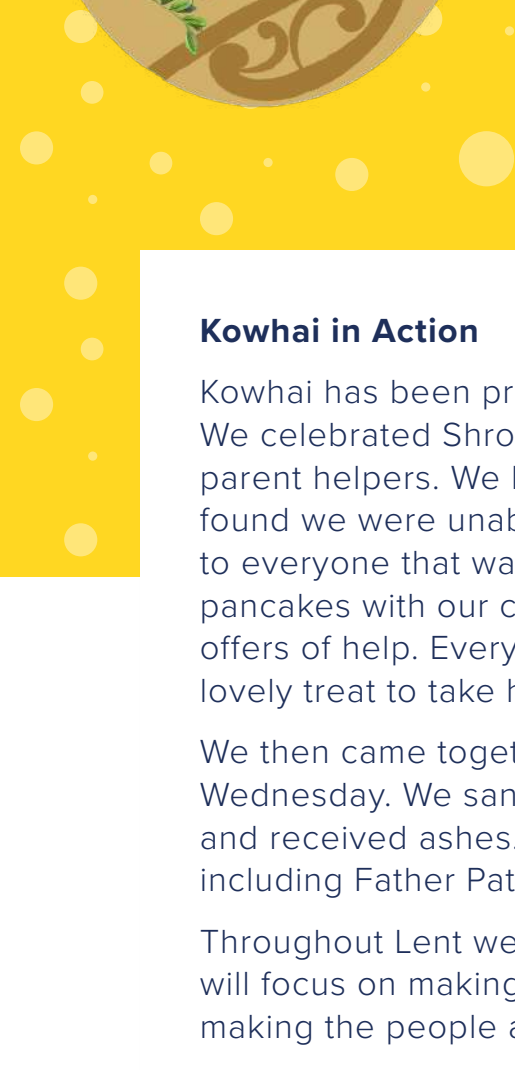 Kowhai in Action
Kowhai has been pr
We celebrated Shro
parent helpers. We
found we were unab
to everyone that wa
pancakes with our c
offers of help. Every
lovely treat to take h
We then came toget
Wednesday. We san
and received ashes.
including Father Pat
Throughout Lent we
will focus on making
making the people a